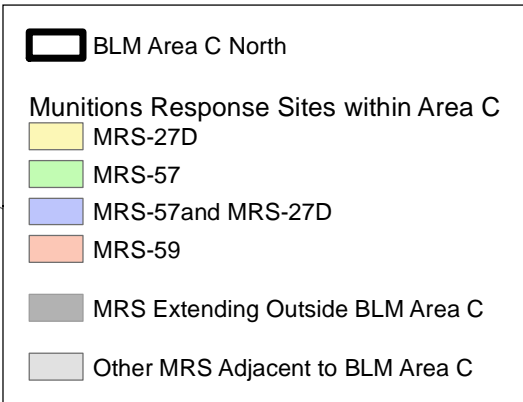 BLM Area C North
Munitions Response Sites within Area C
MRS-27D
MRS-57
MRS-57and MRS-27D
MRS-59
MRS Extending Outside BLM Area C
Other MRS Adjacent to BLM Area C